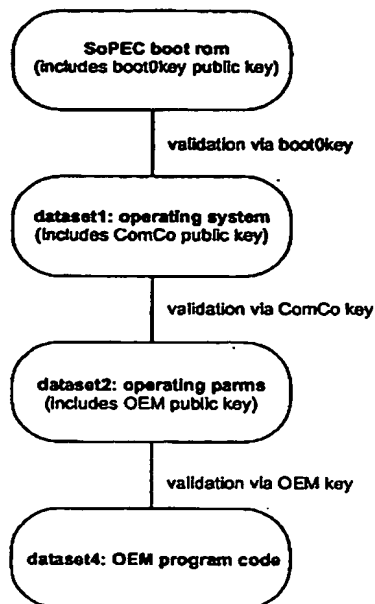 SoPEC boot rom
(includes boot0key public key)
validation via boot0key
dataset1: operating system
(includes ComCo public key)
validation via ComCo key
dataset2: operating parms
(includes OEM public key)
validation via OEM key
dataset4: OEM program code